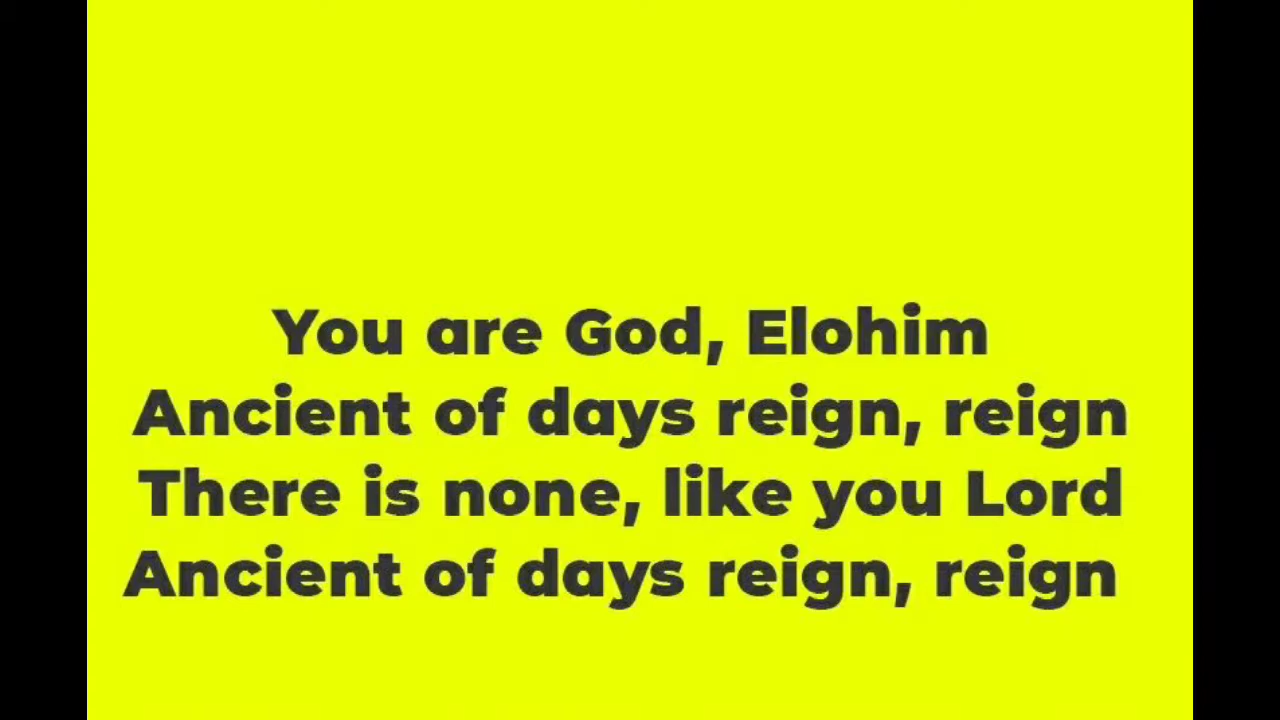 You are God, Elohim
Ancient of days reign, reign
There is none, like you Lord
Ancient of days reign, reign